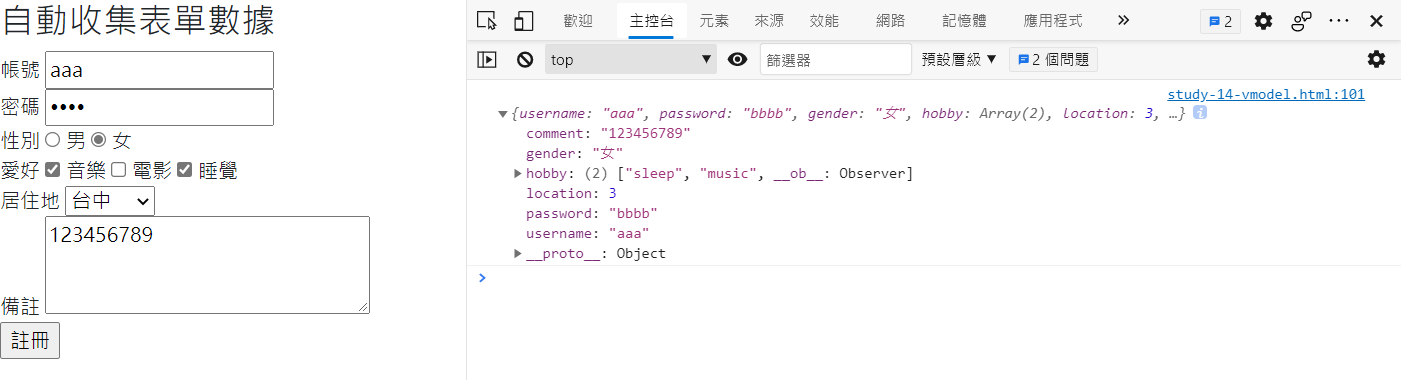 自動收集表單數據
帳號 aaa
密碼 ••••
性別 男 女
愛好 音樂 電影 睡覺
居住地 台中
123456789
備註
註冊
歡迎 主控台 元素 來源 效能 網路 記憶體 應用程式 » 2
top 篩選器 預設層級 ▼ 2 個問題
study-14-vmodel.html:101
{username: "aaa", password: "bbbb", gender: "女", hobby: Array(2), location: 3, …}
comment: "123456789"
gender: "女"
hobby: (2) ["sleep", "music", __ob__: Observer]
location: 3
password: "bbbb"
username: "aaa"
__proto__: Object